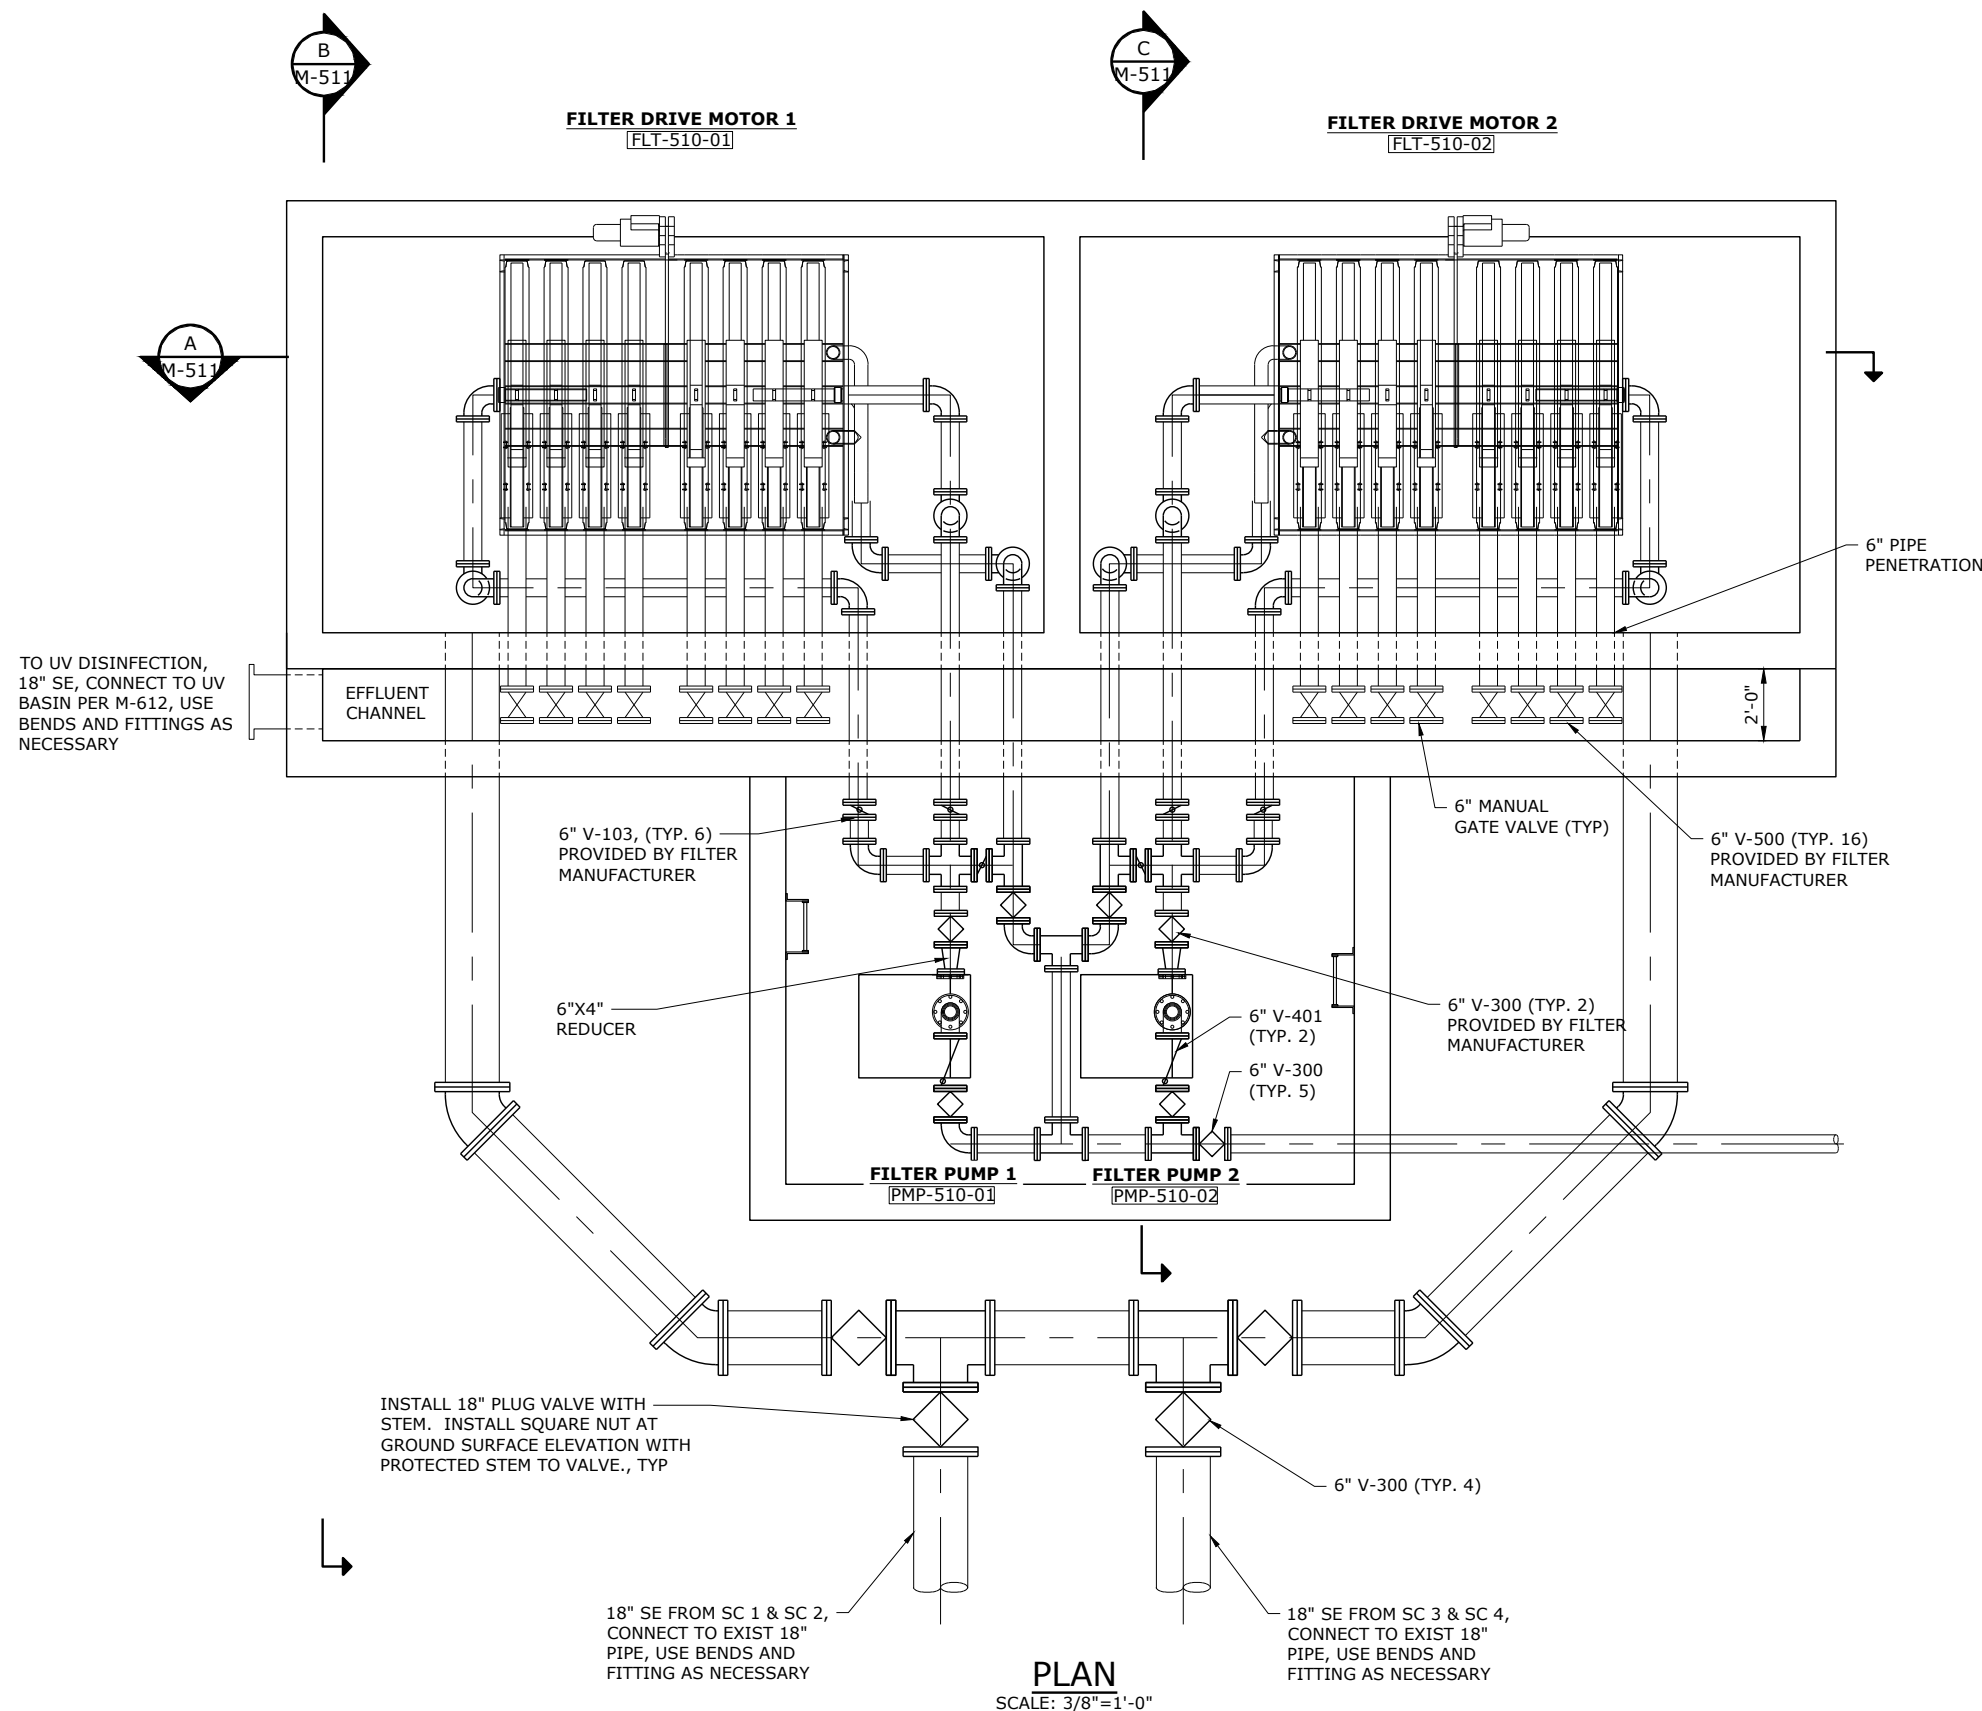 B
M-511
C
M-511
FILTER DRIVE MOTOR 1
FLT-510-01
FILTER DRIVE MOTOR 2
FLT-510-02
A
M-511
6" PIPE
PENETRATION
TO UV DISINFECTION,
18" SE, CONNECT TO UV
BASIN PER M-612, USE
BENDS AND FITTINGS AS
NECESSARY
EFFLUENT
CHANNEL
2'-0"
6" V-103, (TYP. 6)
PROVIDED BY FILTER
MANUFACTURER
6" MANUAL
GATE VALVE (TYP)
6" V-500 (TYP. 16)
PROVIDED BY FILTER
MANUFACTURER
6"X4"
REDUCER
6" V-401
(TYP. 2)
6" V-300 (TYP. 2)
PROVIDED BY FILTER
MANUFACTURER
6" V-300
(TYP. 5)
FILTER PUMP 1
PMP-510-01
FILTER PUMP 2
PMP-510-02
INSTALL 18" PLUG VALVE WITH
STEM. INSTALL SQUARE NUT AT
GROUND SURFACE ELEVATION WITH
PROTECTED STEM TO VALVE., TYP
6" V-300 (TYP. 4)
18" SE FROM SC 1 & SC 2,
CONNECT TO EXIST 18"
PIPE, USE BENDS AND
FITTING AS NECESSARY
18" SE FROM SC 3 & SC 4,
CONNECT TO EXIST 18"
PIPE, USE BENDS AND
FITTING AS NECESSARY
PLAN
SCALE: 3/8"=1'-0"